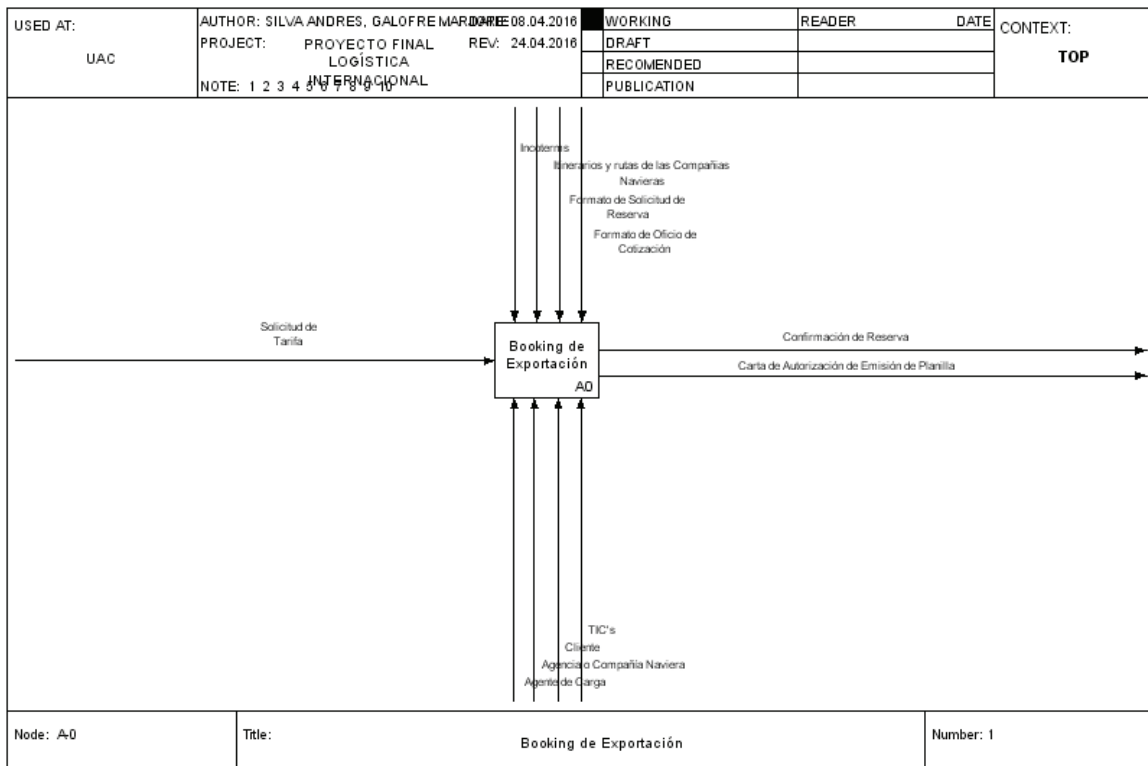 USED AT:
UAC
AUTHOR: SILVA ANDRES, GALOFRE MARJORIE
DATE: 08.04.2016
PROJECT: PROYECTO FINAL
LOGÍSTICA
INTERNACIONAL
REV: 24.04.2016
NOTE: 1 2 3 4 5 6 7 8 9 10
WORKING
DRAFT
RECOMENDED
PUBLICATION
READER DATE
CONTEXT:
TOP
Incoterms
Itinerarios y rutas de las Compañias
Navieras
Formato de Solicitud de
Reserva
Formato de Oficio de
Cotización
Solicitud de
Tarifa
Booking de
Exportación
A0
Confirmación de Reserva
Carta de Autorización de Emisión de Planilla
TIC's
Cliente
Agencia o Compañía Naviera
Agente de Carga
Node: A-0
Title:
Booking de Exportación
Number: 1